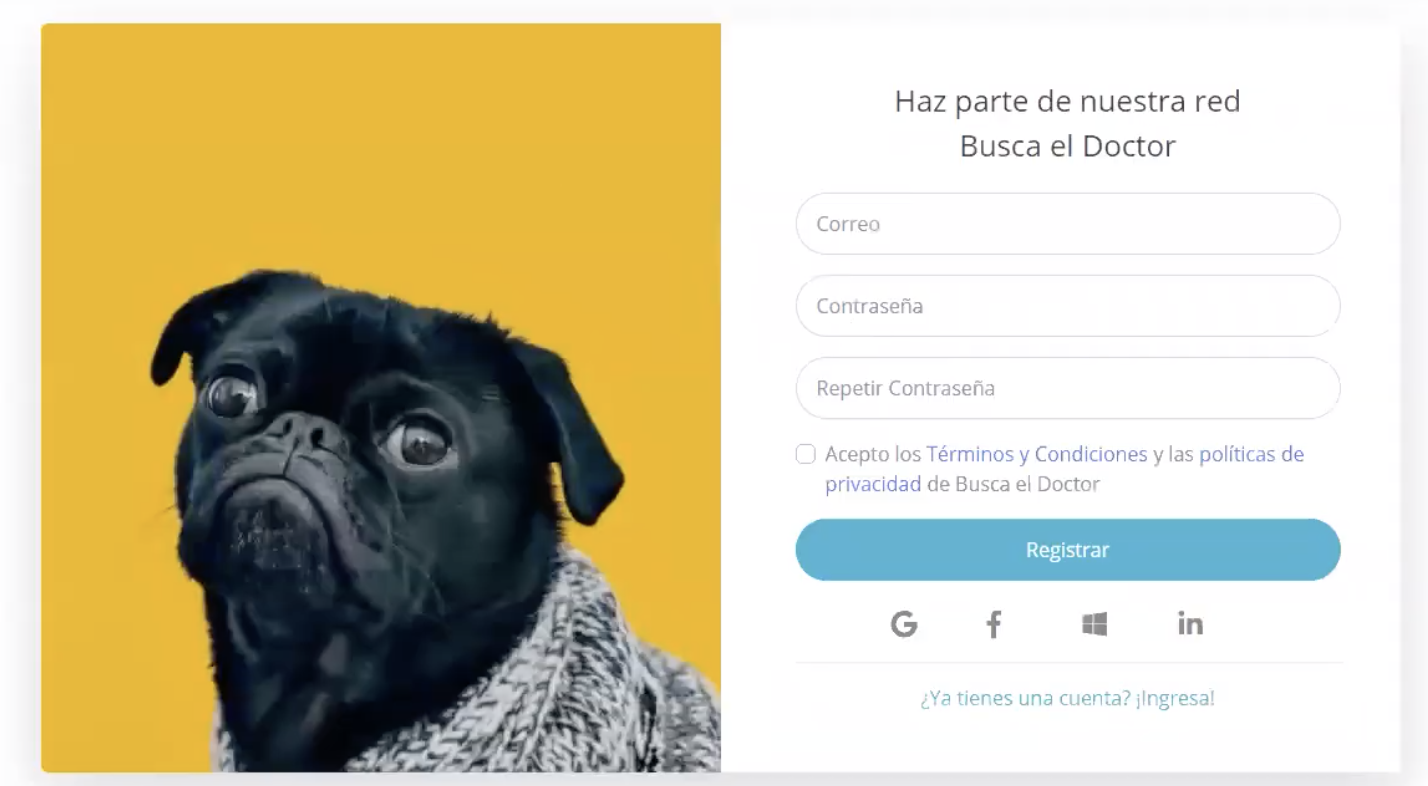 Haz parte de nuestra red
Busca el Doctor
Correo
Contraseña
Repetir Contraseña
Acepto los Términos y Condiciones y las políticas de
privacidad de Busca el Doctor
Registrar
¿Ya tienes una cuenta? ¡Ingresa!